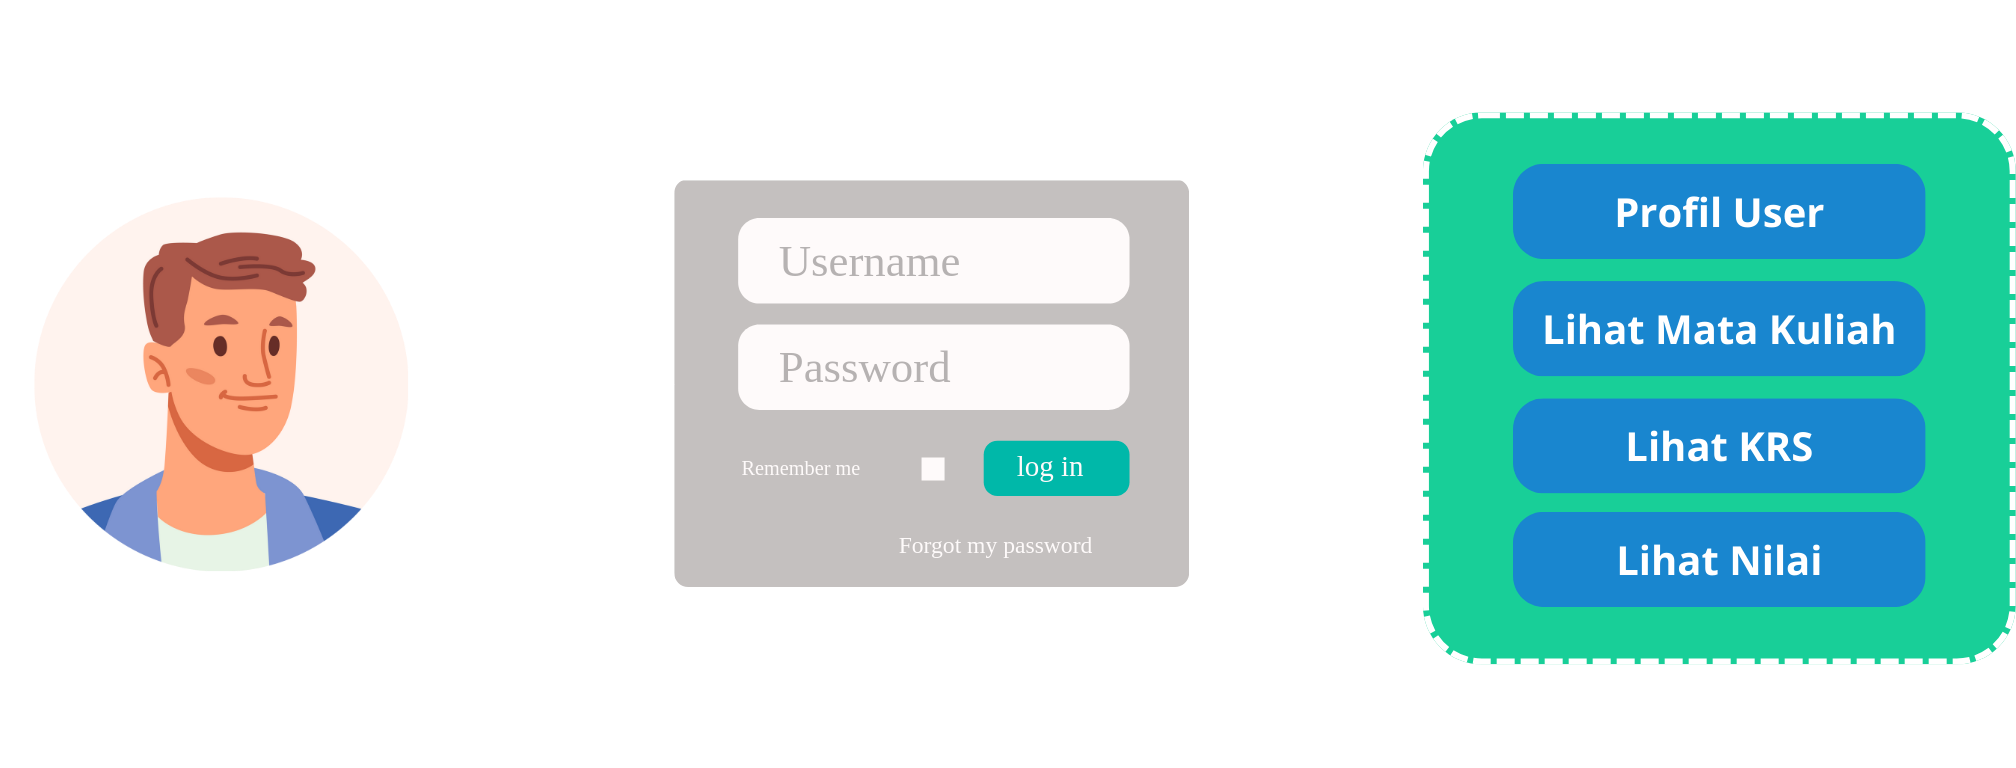 Username
Password
Remember me
log in
Forgot my password
Profil User
Lihat Mata Kuliah
Lihat KRS
Lihat Nilai